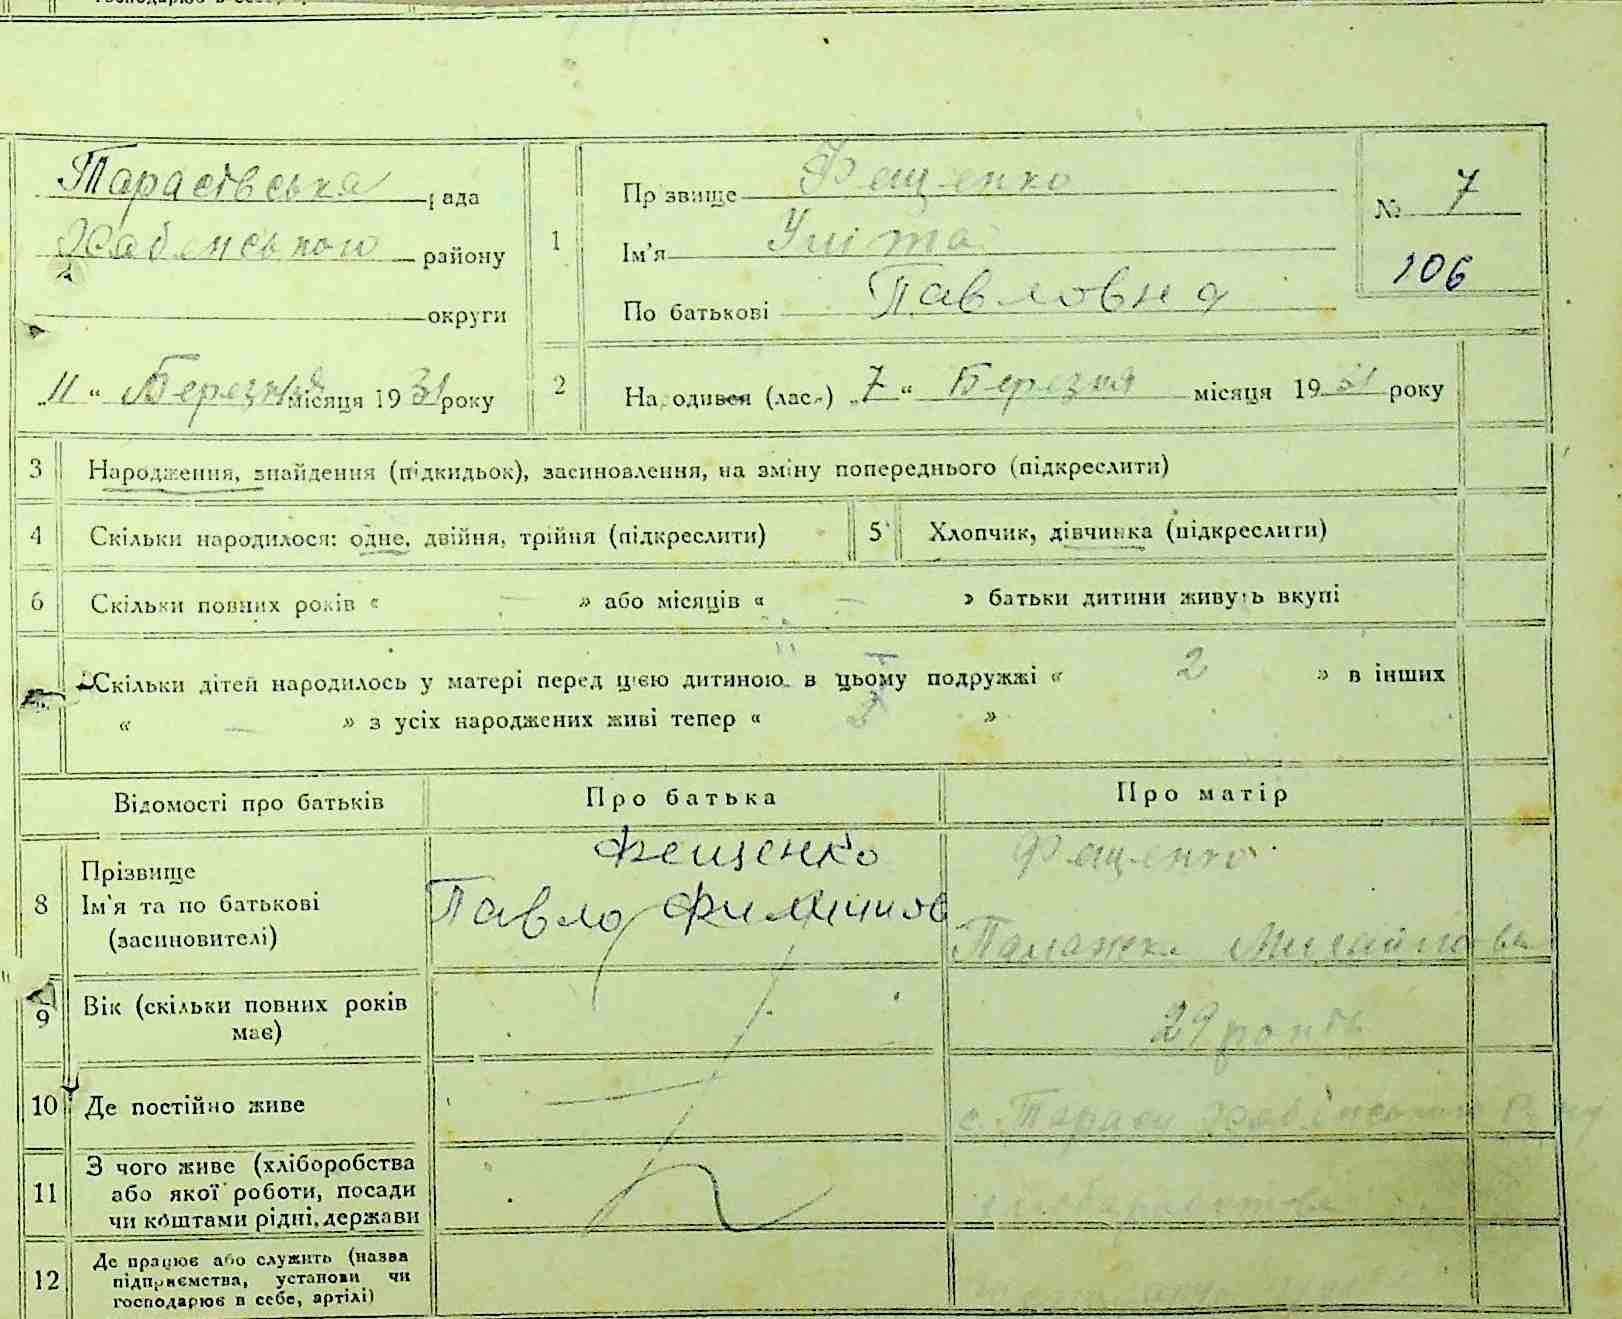 Тарасівська рада
Хабенського району
округи
„ 11 “ Березня місяця 1931 року
1
Прізвище Фещенко
Ім'я Уліта
По батькові Павловна
№ 7
106
2
Народився (лась) „ 7 “ Березня місяця 1931 року
3 Народження, знайдення (підкидьок), засиновлення, на зміну попереднього (підкреслити)
4 Скільки народилося: одне, двійня, трійня (підкреслити)
5 Хлопчик, дівчинка (підкреслити)
6 Скільки повних років « — » або місяців « — » батьки дитини живуть вкупі
Скільки дітей народилось у матері перед цією дитиною в цьому подружжі « 2 » в інших
« — » з усіх народжених живі тепер « 3 »
Відомості про батьків
Про батька
Про матір
8
Прізвище
Ім'я та по батькові
(засиновителі)
Фещенко
Павло
Фещенко
Паланжка Михайлова
9 Вік (скільки повних років
має)
29 років
10 Де постійно живе
с. Тараси
11
З чого живе (хліборобства
або якої роботи, посади
чи коштами рідні, держави
12
Де працює або служить (назва
підприємства, установи чи
господарює в себе, артілі)